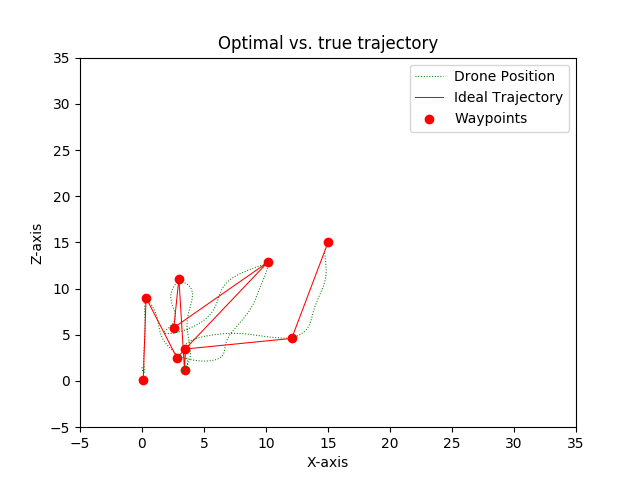 Optimal vs. true trajectory
Drone Position
Ideal Trajectory
Waypoints
35
30
25
20
15
10
5
0
−5
Z-axis
−5 0 5 10 15 20 25 30 35
X-axis